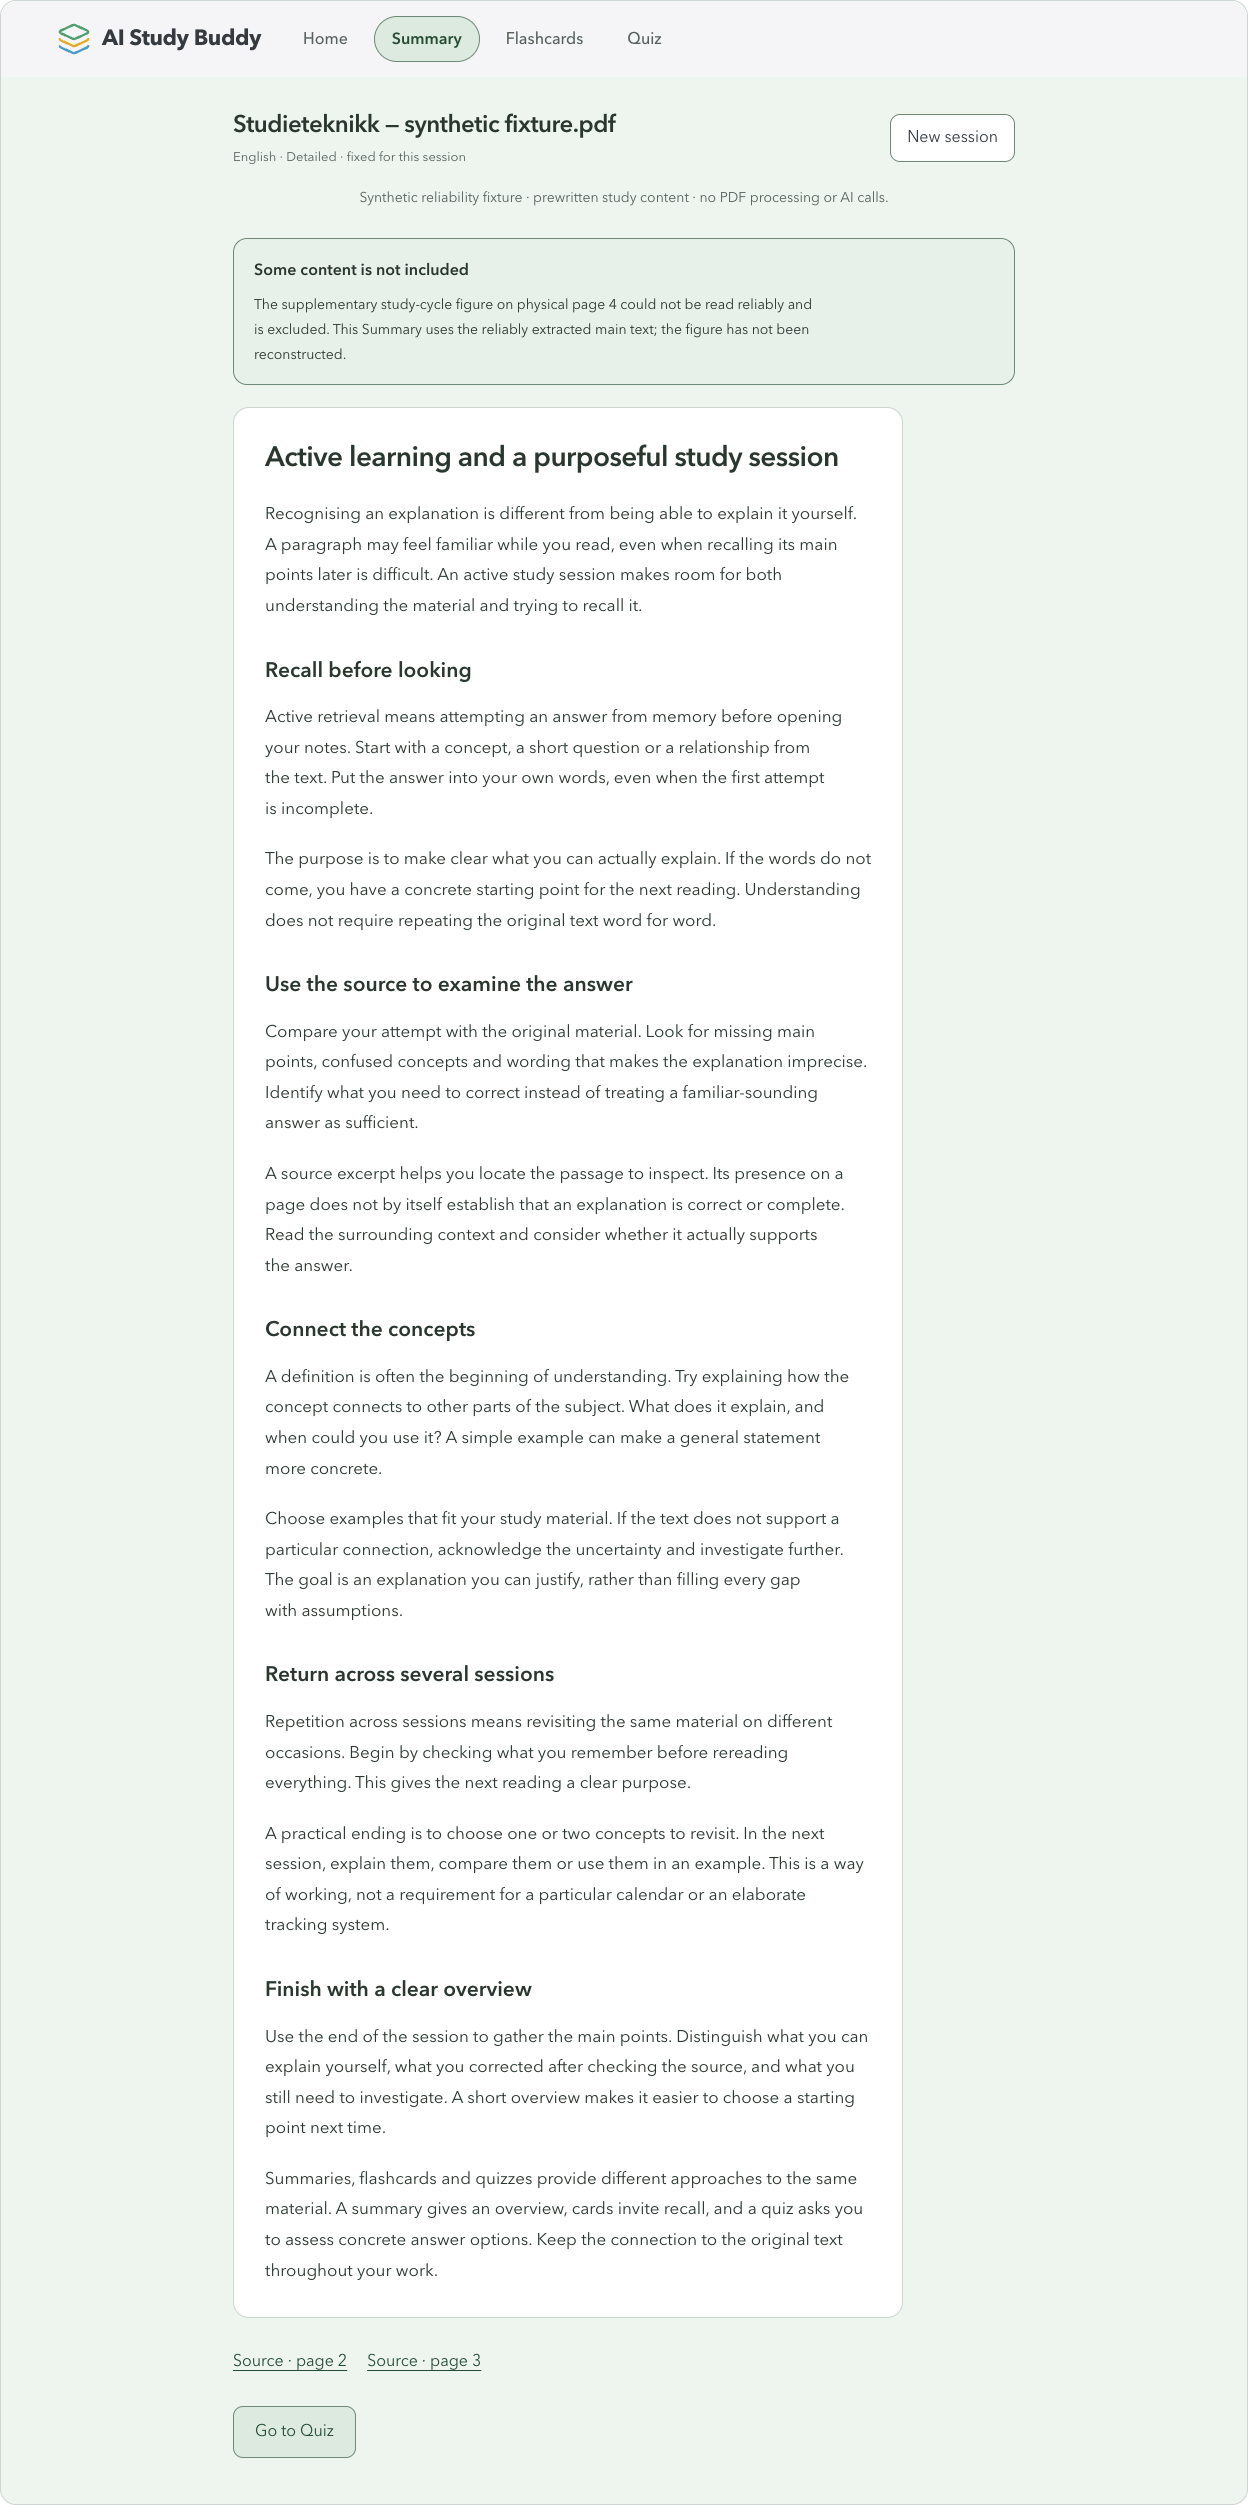 AI Study Buddy
Home
Summary
Flashcards
Quiz
Studieteknikk — synthetic fixture.pdf
English · Detailed · fixed for this session
New session
Synthetic reliability fixture · prewritten study content · no PDF processing or AI calls.
Some content is not included
The supplementary study-cycle figure on physical page 4 could not be read reliably and
is excluded. This Summary uses the reliably extracted main text; the figure has not been
reconstructed.
Active learning and a purposeful study session
Recognising an explanation is different from being able to explain it yourself.
A paragraph may feel familiar while you read, even when recalling its main
points later is difficult. An active study session makes room for both
understanding the material and trying to recall it.
Recall before looking
Active retrieval means attempting an answer from memory before opening
your notes. Start with a concept, a short question or a relationship from
the text. Put the answer into your own words, even when the first attempt
is incomplete.
The purpose is to make clear what you can actually explain. If the words do not
come, you have a concrete starting point for the next reading. Understanding
does not require repeating the original text word for word.
Use the source to examine the answer
Compare your attempt with the original material. Look for missing main
points, confused concepts and wording that makes the explanation imprecise.
Identify what you need to correct instead of treating a familiar-sounding
answer as sufficient.
A source excerpt helps you locate the passage to inspect. Its presence on a
page does not by itself establish that an explanation is correct or complete.
Read the surrounding context and consider whether it actually supports
the answer.
Connect the concepts
A definition is often the beginning of understanding. Try explaining how the
concept connects to other parts of the subject. What does it explain, and
when could you use it? A simple example can make a general statement
more concrete.
Choose examples that fit your study material. If the text does not support a
particular connection, acknowledge the uncertainty and investigate further.
The goal is an explanation you can justify, rather than filling every gap
with assumptions.
Return across several sessions
Repetition across sessions means revisiting the same material on different
occasions. Begin by checking what you remember before rereading
everything. This gives the next reading a clear purpose.
A practical ending is to choose one or two concepts to revisit. In the next
session, explain them, compare them or use them in an example. This is a way
of working, not a requirement for a particular calendar or an elaborate
tracking system.
Finish with a clear overview
Use the end of the session to gather the main points. Distinguish what you can
explain yourself, what you corrected after checking the source, and what you
still need to investigate. A short overview makes it easier to choose a starting
point next time.
Summaries, flashcards and quizzes provide different approaches to the same
material. A summary gives an overview, cards invite recall, and a quiz asks you
to assess concrete answer options. Keep the connection to the original text
throughout your work.
Source · page 2
Source · page 3
Go to Quiz